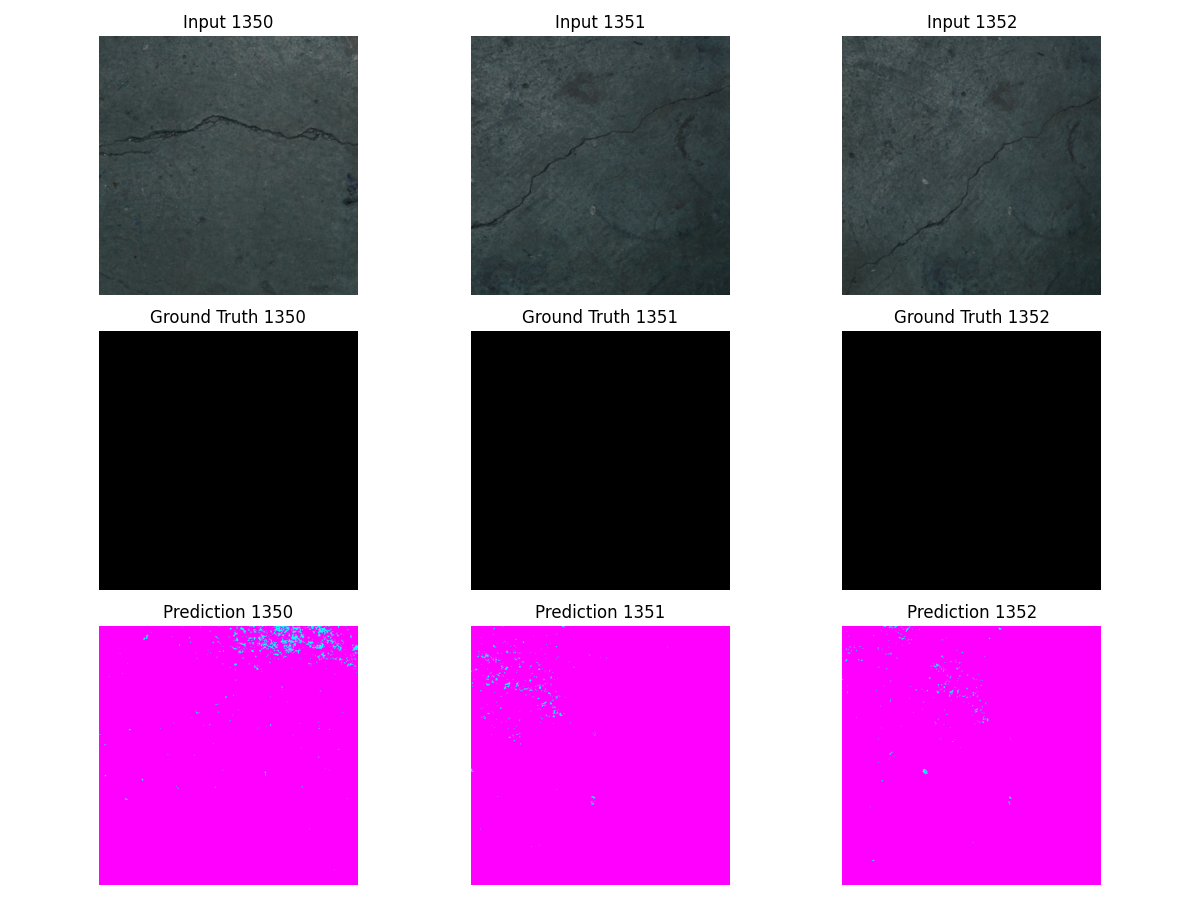 Input 1350
Input 1351
Input 1352
Ground Truth 1350
Ground Truth 1351
Ground Truth 1352
Prediction 1350
Prediction 1351
Prediction 1352